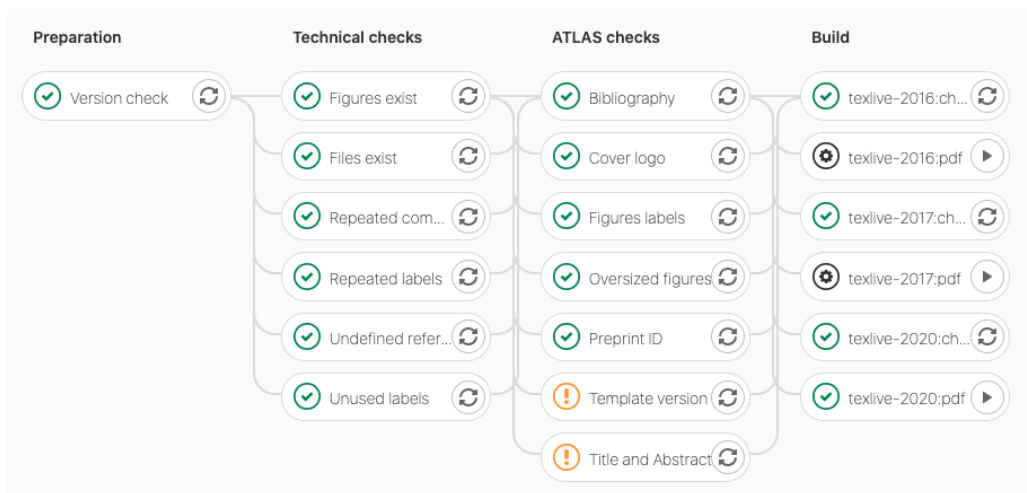 Preparation
Technical checks
ATLAS checks
Build
Version check
Figures exist
Bibliography
texlive-2016:ch...
Files exist
Cover logo
texlive-2016:pdf
Repeated com...
Figures labels
texlive-2017:ch...
Repeated labels
Oversized figures
texlive-2017:pdf
Undefined refer...
Preprint ID
texlive-2020:ch...
Unused labels
Template version
texlive-2020:pdf
Title and Abstract